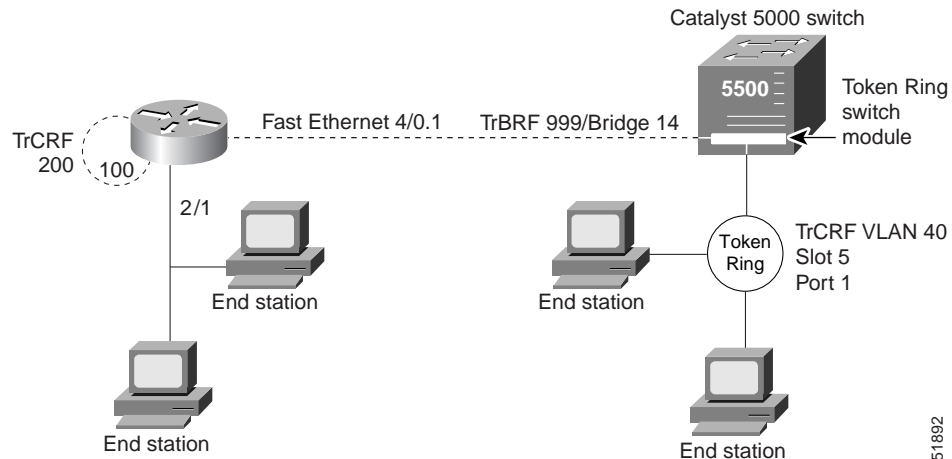 Catalyst 5000 switch
5500
Token Ring
switch
module
Fast Ethernet 4/0.1
TrBRF 999/Bridge 14
TrCRF
200
100
2/1
End station
End station
Token
Ring
TrCRF VLAN 40
Slot 5
Port 1
End station
End station
51892